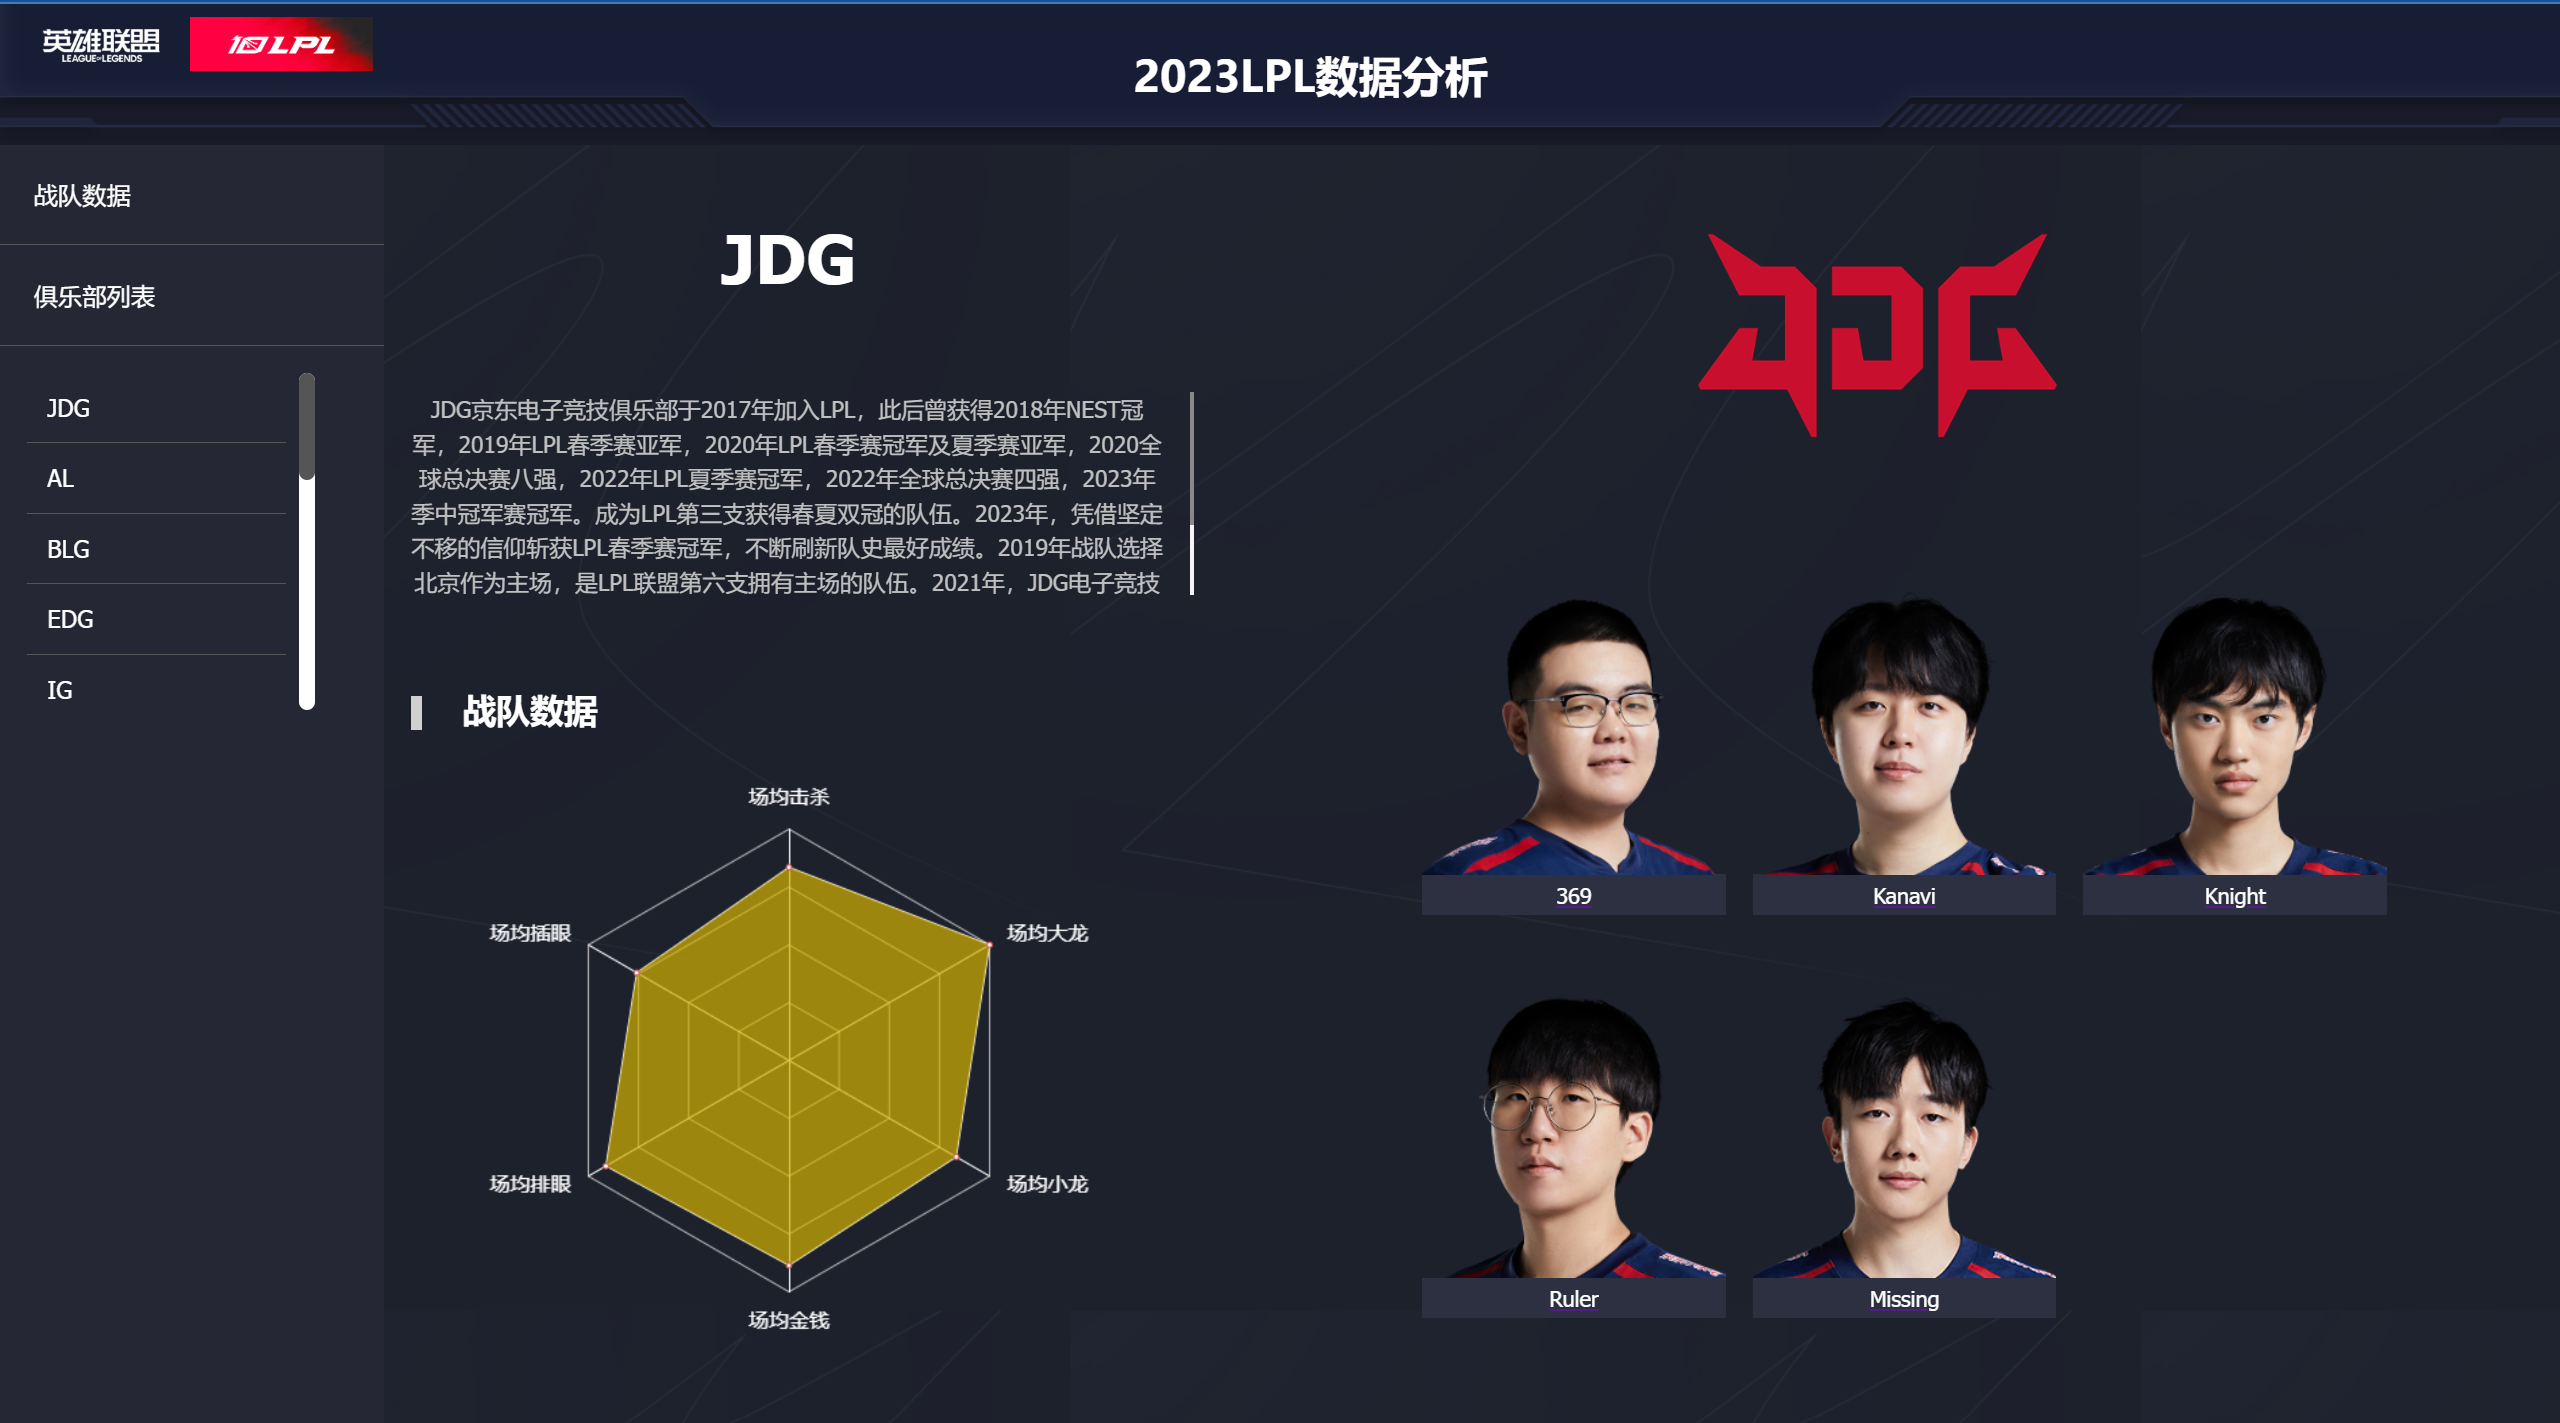 英雄联盟
LEAGUE OF LEGENDS
LPL
2023LPL数据分析
战队数据
俱乐部列表
JDG
AL
BLG
EDG
IG
JDG
JDG京东电子竞技俱乐部于2017年加入LPL，此后曾获得2018年NEST冠
军，2019年LPL春季赛亚军，2020年LPL春季赛冠军及夏季赛亚军，2020全
球总决赛八强，2022年LPL夏季赛冠军，2022年全球总决赛四强，2023年
季中冠军赛冠军。成为LPL第三支获得春夏双冠的队伍。2023年，凭借坚定
不移的信仰斩获LPL春季赛冠军，不断刷新队史最好成绩。2019年战队选择
北京作为主场，是LPL联盟第六支拥有主场的队伍。2021年，JDG电子竞技
战队数据
场均击杀
场均插眼
场均大龙
场均排眼
场均小龙
场均金钱
JDG
369
Kanavi
Knight
Ruler
Missing